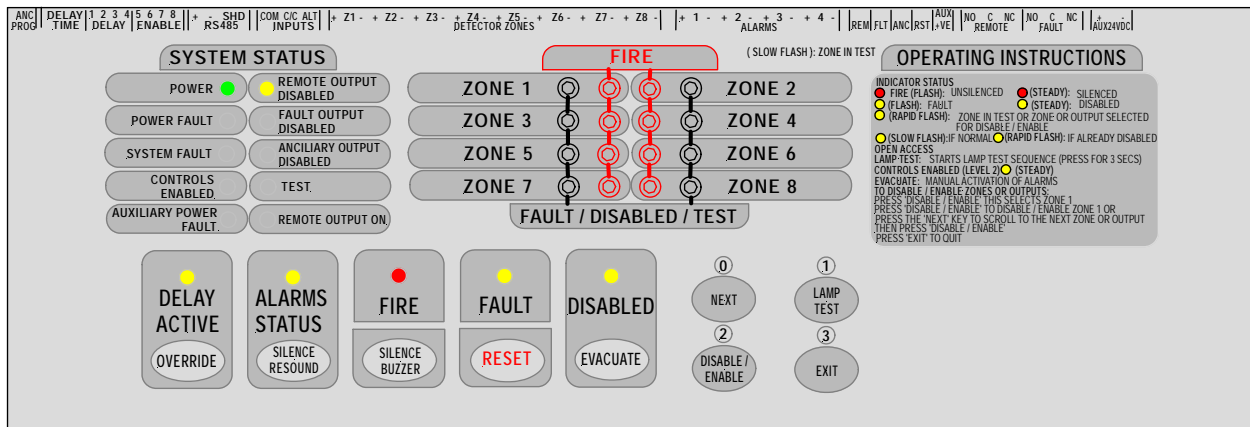 ANC PROG DELAY TIME 1 2 3 4 DELAY 5 6 7 8 ENABLE + - SHD RS485 COM C/C ALT INPUTS + Z1 - + Z2 - + Z3 - + Z4 - + Z5 - + Z6 - + Z7 - + Z8 - DETECTOR ZONES + 1 - + 2 - + 3 - + 4 - ALARMS REM FLT ANC RST AUX +VE NO C NC REMOTE NO C NC FAULT + - AUX24VDC
SYSTEM STATUS
POWER
REMOTE OUTPUT DISABLED
POWER FAULT
FAULT OUTPUT DISABLED
SYSTEM FAULT
ANCILIARY OUTPUT DISABLED
CONTROLS ENABLED
TEST
AUXILIARY POWER FAULT
REMOTE OUTPUT ON
FIRE
( SLOW FLASH ): ZONE IN TEST
ZONE 1
ZONE 2
ZONE 3
ZONE 4
ZONE 5
ZONE 6
ZONE 7
ZONE 8
FAULT / DISABLED / TEST
OPERATING INSTRUCTIONS
INDICATOR STATUS
FIRE (FLASH): UNSILENCED (STEADY): SILENCED
(FLASH): FAULT (STEADY): DISABLED
(RAPID FLASH): ZONE IN TEST OR ZONE OR OUTPUT SELECTED
FOR DISABLE / ENABLE
(SLOW FLASH):IF NORMAL (RAPID FLASH): IF ALREADY DISABLED
OPEN ACCESS
LAMP TEST: STARTS LAMP TEST SEQUENCE (PRESS FOR 3 SECS)
CONTROLS ENABLED (LEVEL 2) (STEADY)
EVACUATE: MANUAL ACTIVATION OF ALARMS
TO DISABLE / ENABLE ZONES OR OUTPUTS:
PRESS 'DISABLE / ENABLE' THIS SELECTS ZONE 1
PRESS 'DISABLE / ENABLE' TO DISABLE / ENABLE ZONE 1 OR
PRESS THE 'NEXT' KEY TO SCROLL TO THE NEXT ZONE OR OUTPUT
THEN PRESS 'DISABLE / ENABLE'
PRESS 'EXIT' TO QUIT
DELAY ACTIVE
OVERRIDE
ALARMS STATUS
SILENCE RESOUND
FIRE
SILENCE BUZZER
FAULT
RESET
DISABLED
EVACUATE
0
NEXT
1
LAMP TEST
2
DISABLE / ENABLE
3
EXIT